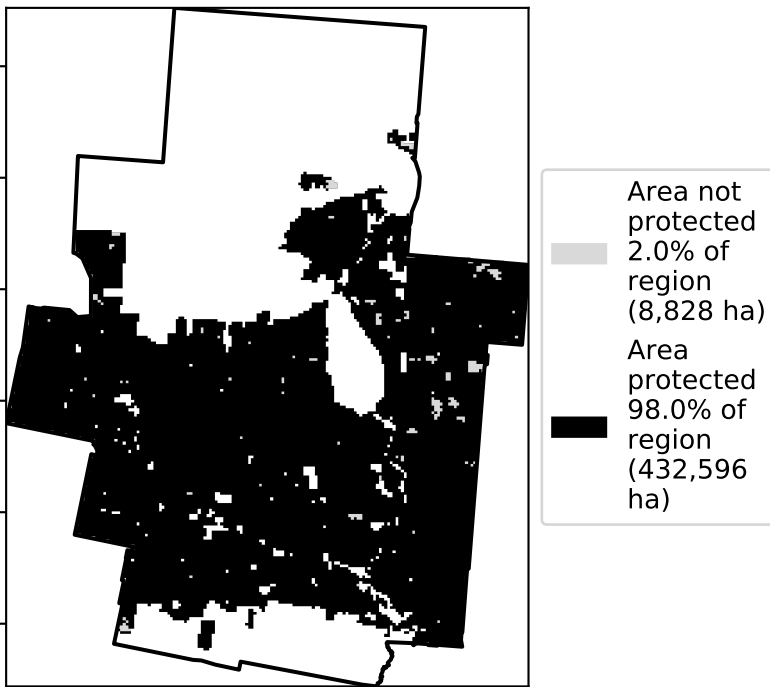 Area not
protected
2.0% of
region
(8,828 ha)
Area
protected
98.0% of
region
(432,596
ha)